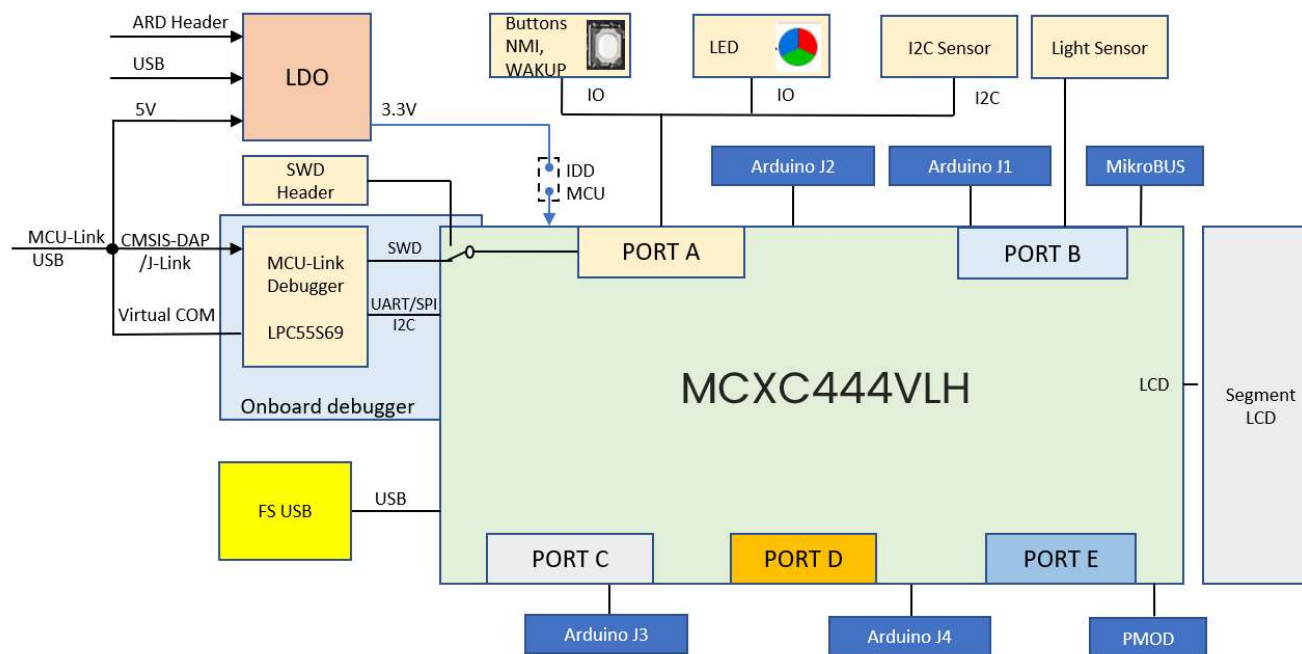 ARD Header
USB
5V
LDO
3.3V
Buttons
NMI,
WAKUP
IO
LED
IO
I2C Sensor
I2C
Light Sensor
SWD
Header
IDD
MCU
Arduino J2
Arduino J1
MikroBUS
MCU-Link
USB
CMSIS-DAP
/J-Link
Virtual COM
MCU-Link
Debugger
LPC55S69
Onboard debugger
SWD
UART/SPI
I2C
PORT A
PORT B
MCXC444VLH
LCD
Segment
LCD
FS USB
USB
PORT C
PORT D
PORT E
Arduino J3
Arduino J4
PMOD